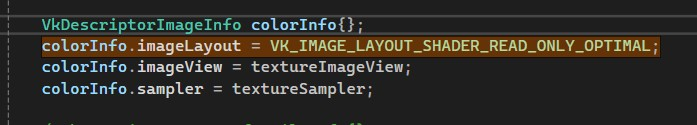 VkDescriptorImageInfo colorInfo{};
colorInfo.imageLayout = VK_IMAGE_LAYOUT_SHADER_READ_ONLY_OPTIMAL;
colorInfo.imageView = textureImageView;
colorInfo.sampler = textureSampler;